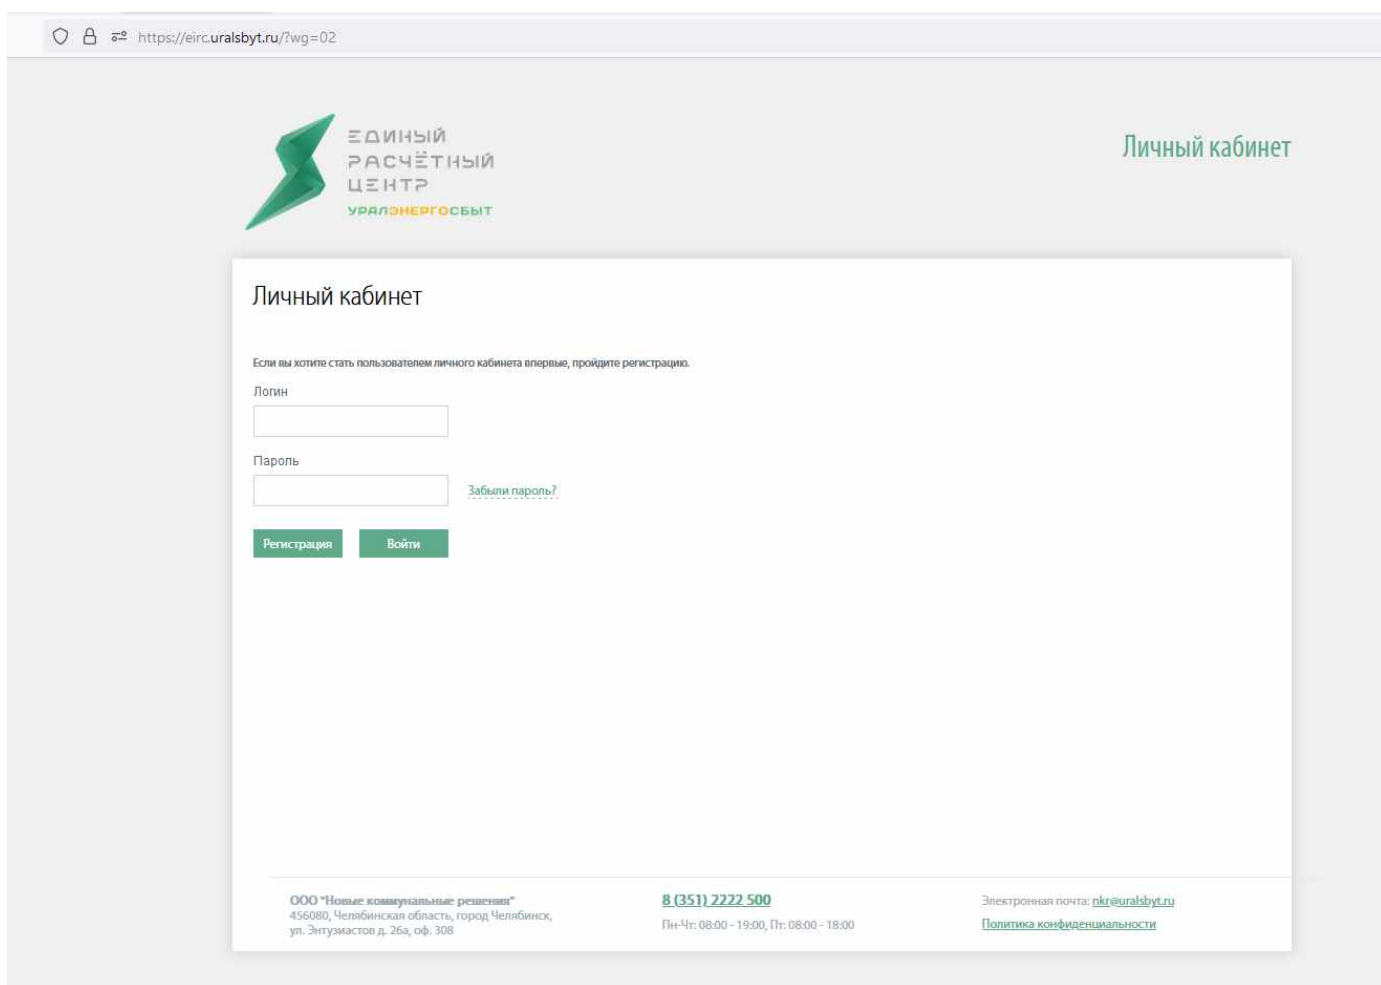 https://eirc.uralsbyt.ru/?wg=02
ЕДИНЫЙ
РАСЧЁТНЫЙ
ЦЕНТР
УРАЛЭНЕРГОСБЫТ
Личный кабинет
Личный кабинет
Если вы хотите стать пользователем личного кабинета впервые, пройдите регистрацию.
Логин
Пароль
Забыли пароль?
Регистрация
Войти
ООО "Новые коммунальные решения"
456080, Челябинская область, город Челябинск,
ул. Энтузиастов д. 26а, оф. 308
8 (351) 2222 500
Пн-Чт: 08:00 - 19:00, Пт: 08:00 - 18:00
Электронная почта: nkr@uralsbyt.ru
Политика конфиденциальности